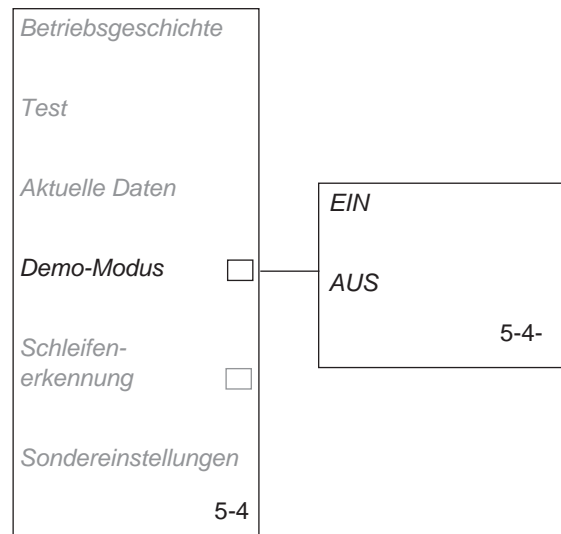 Betriebsgeschichte
Test
Aktuelle Daten
Demo-Modus
Schleifen-
erkennung
Sondereinstellungen
5-4
EIN
AUS
5-4-